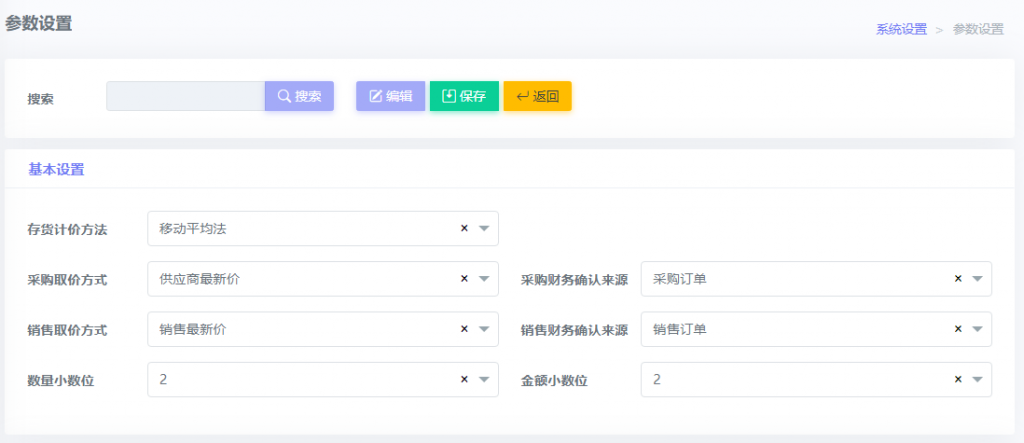 参数设置
系统设置 > 参数设置
搜索 搜索 编辑 保存 返回
基本设置
存货计价方法 移动平均法 ×
采购取价方式 供应商最新价 × 采购财务确认来源 采购订单 ×
销售取价方式 销售最新价 × 销售财务确认来源 销售订单 ×
数量小数位 2 × 金额小数位 2 ×